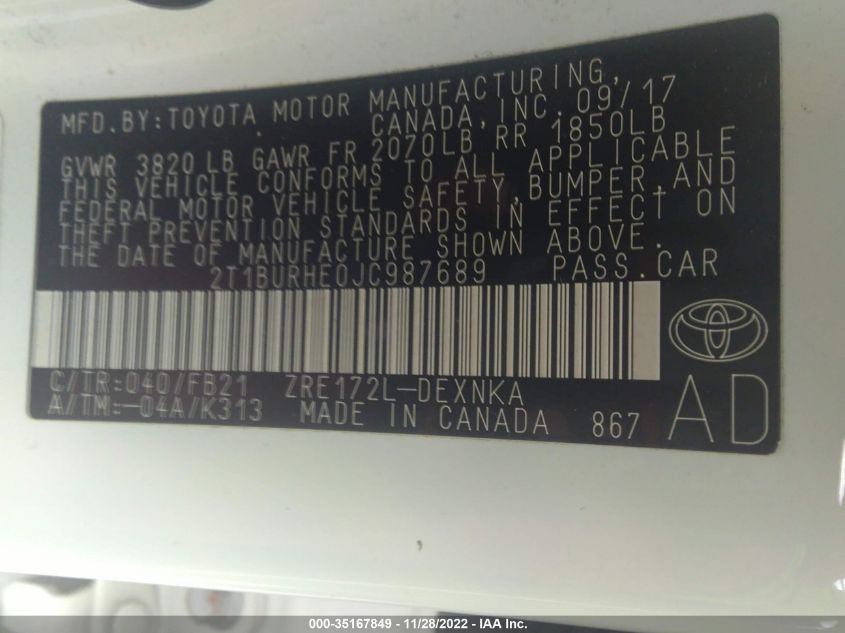 MFD.BY:TOYOTA MOTOR MANUFACTURING,
CANADA, INC. 09/17
GVWR 3820 LB GAWR FR 2070LB RR 1850LB
THIS VEHICLE CONFORMS TO ALL APPLICABLE
FEDERAL MOTOR VEHICLE SAFETY, BUMPER, AND
THEFT PREVENTION STANDARDS IN EFFECT ON
THE DATE OF MANUFACTURE SHOWN ABOVE.
2T1BURHE0JC987689 PASS.CAR
C/TR:040/FB21 ZRE172L-DEXNKA
A/TM:-04A/K313 MADE IN CANADA 867
AD
000-35167849 - 11/28/2022 - IAA Inc.